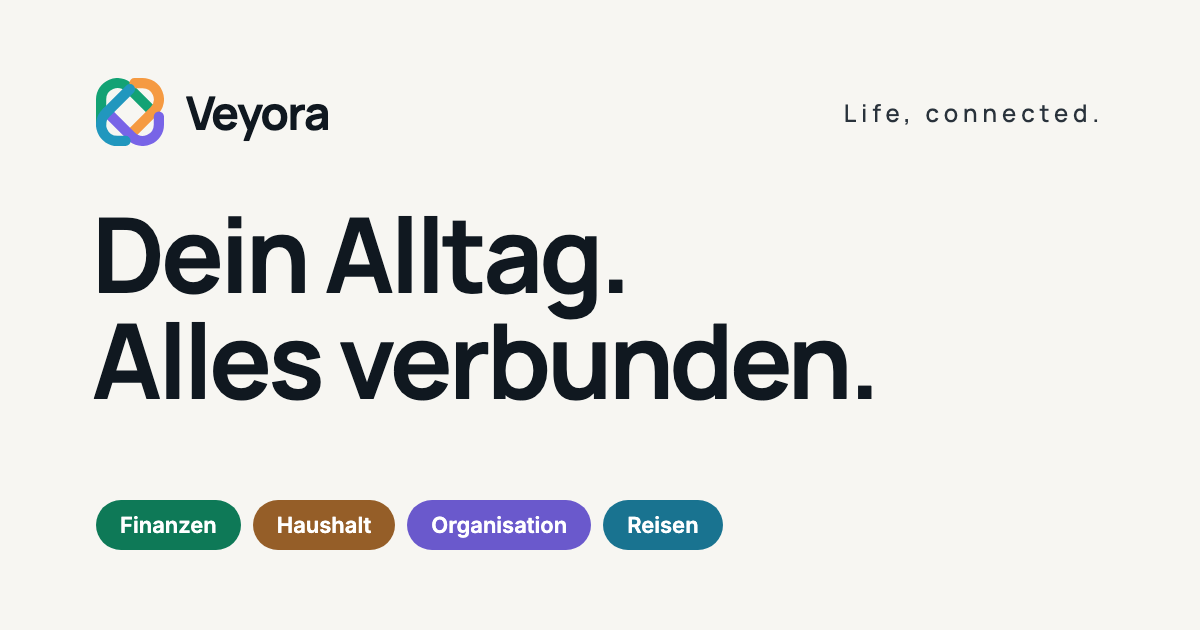 Veyora
Life, connected.
Dein Alltag.
Alles verbunden.
Finanzen Haushalt Organisation Reisen